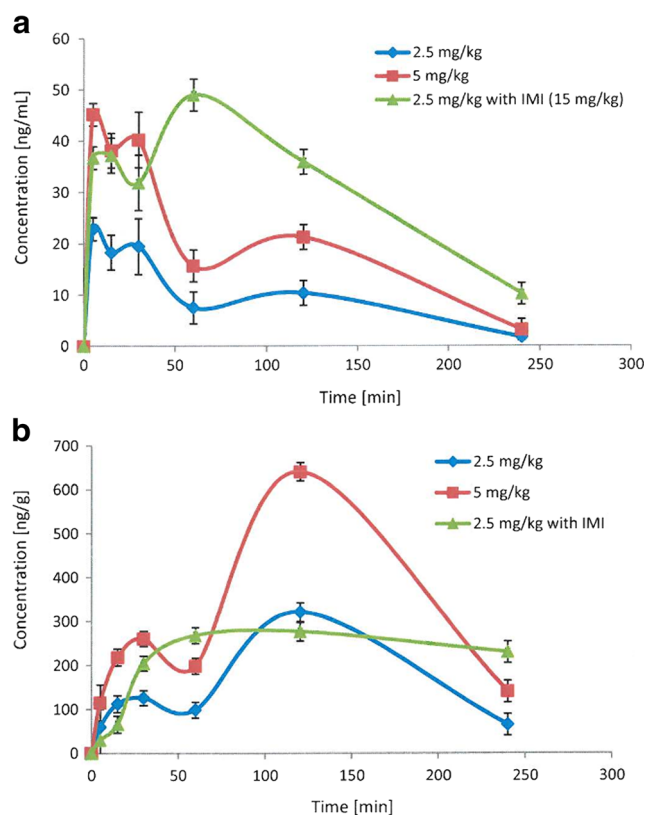 a
60
50
40
30
20
10
0
Concentration [ng/mL]
2.5 mg/kg
5 mg/kg
2.5 mg/kg with IMI (15 mg/kg)
0 50 100 150 200 250 300
Time [min]
b
700
600
500
400
300
200
100
0
Concentration [ng/g]
2.5 mg/kg
5 mg/kg
2.5 mg/kg with IMI
0 50 100 150 200 250 300
Time [min]